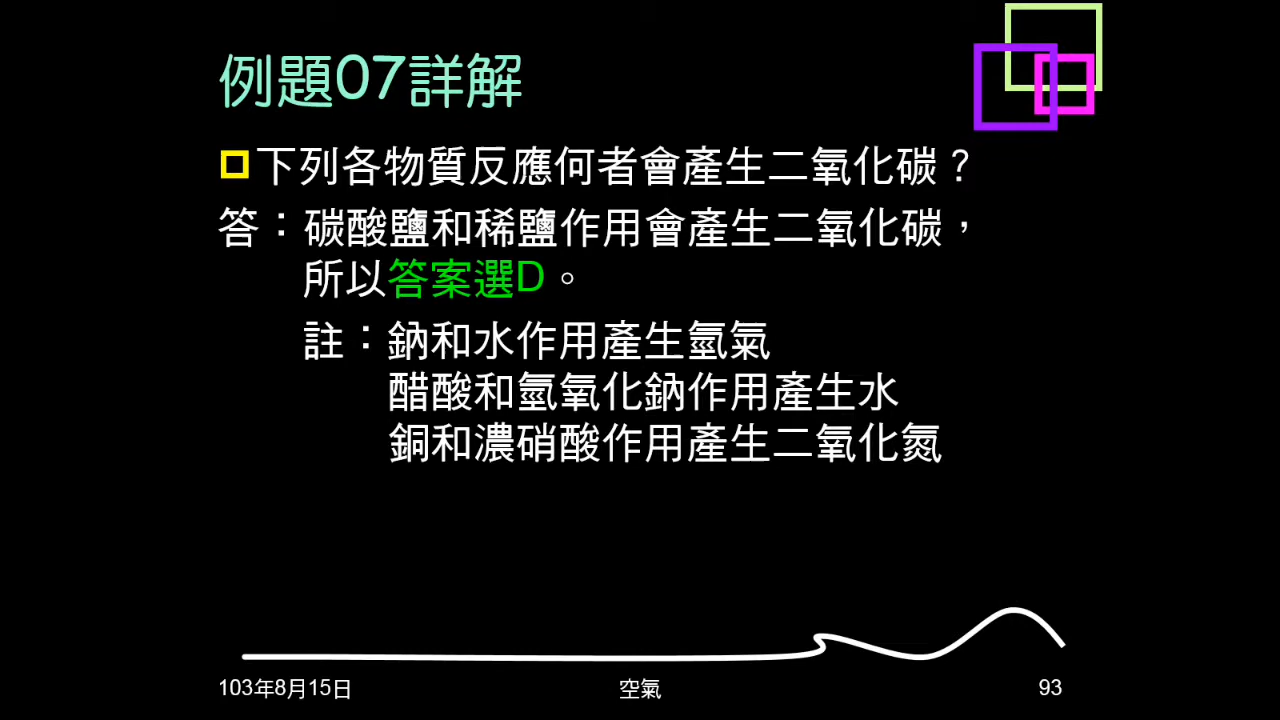 例題07詳解
下列各物質反應何者會產生二氧化碳？
答：碳酸鹽和稀鹽作用會產生二氧化碳，
所以答案選D。
註：鈉和水作用產生氫氣
醋酸和氫氧化鈉作用產生水
銅和濃硝酸作用產生二氧化氮
103年8月15日
空氣
93